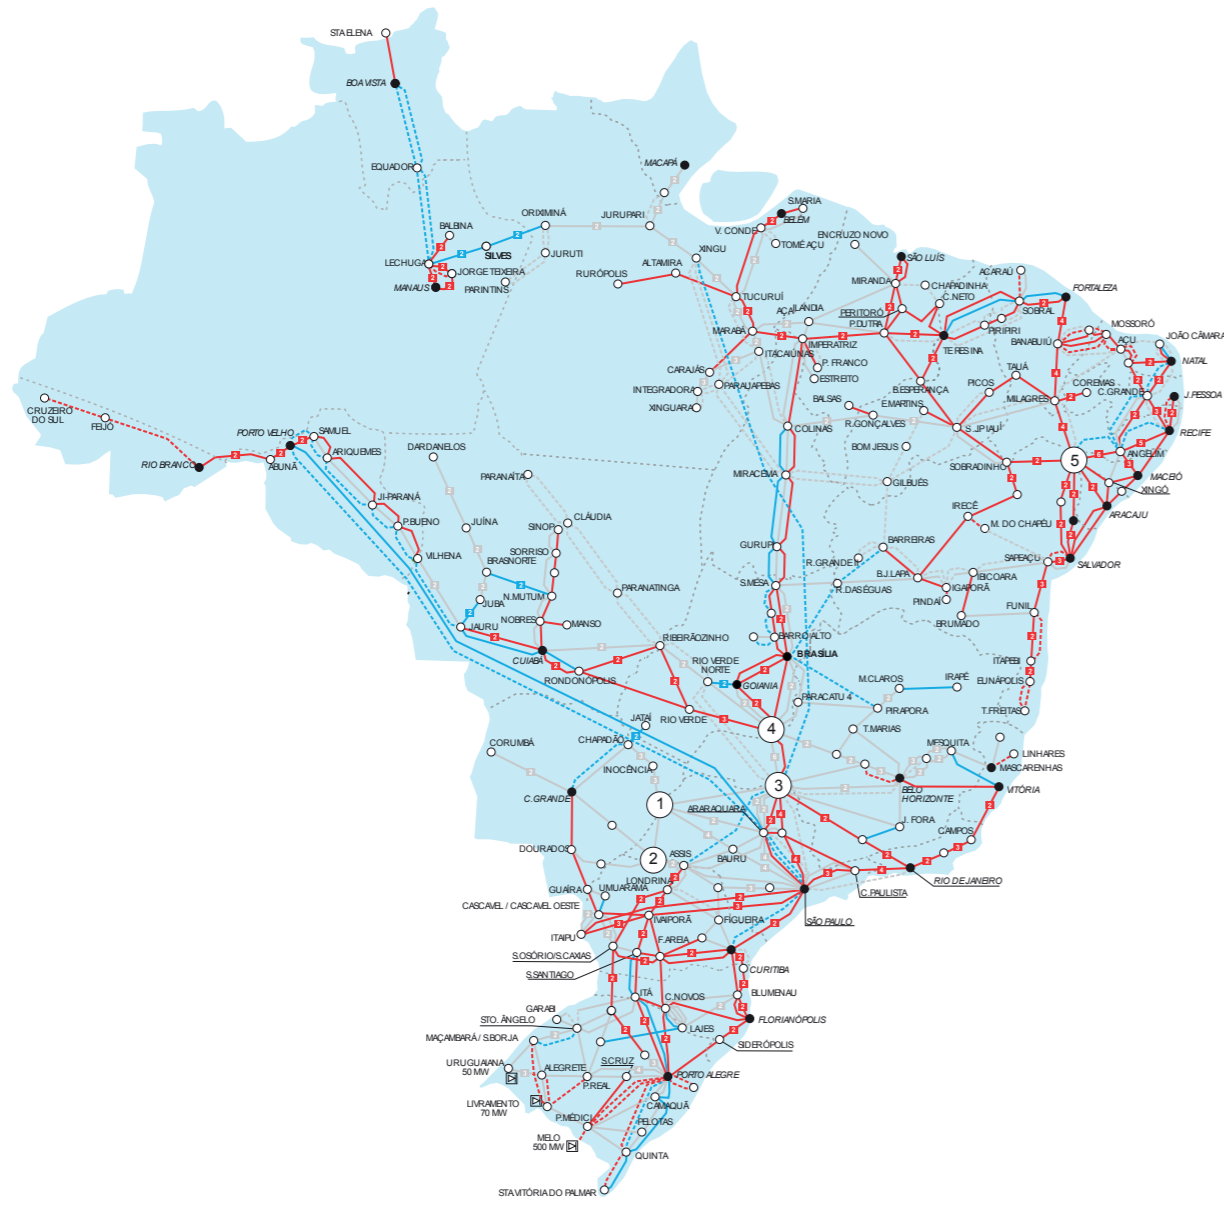 STA ELENA
BOA VISTA
EQUADOR
MACAPÁ
BALBINA
ORIXIMINÁ
JURUPARI
S.MARIA
BELÉM
V. CONDE
TOMÉ AÇU
ENCRUZO NOVO
SÃO LUÍS
LECHUGA
SILVES
JORGE TEIXEIRA
MANAUS
PARINTINS
JURUTI
XINGU
ALTAMIRA
RURÓPOLIS
TUCURUÍ
MIRANDA
CHAPADINHA
C.NETO
ACARAÚ
FORTALEZA
SOBRAL
AÇAILANDIA
PERITORÓ
P.DUTRA
PIRIPIRI
TERESINA
BANABUIÚ
MOSSORÓ
AÇU
JOÃO CÂMARA
NATAL
MARABÁ
IMPERATRIZ
ITACAIÚNAS
P. FRANCO
ESTREITO
CARAJÁS
PARAUAPEBAS
INTEGRADORA
XINGUARA
B.ESPERANÇA
PICOS
TAUÁ
MILAGRES
COREMAS
C.GRANDE
J.PESSOA
BALSAS
E.MARTINS
R.GONÇALVES
S.JPIAUÍ
COLINAS
BOM JESUS
RECIFE
ANGELIM
CRUZEIRO
DO SUL
FEIJÓ
RIO BRANCO
PORTO VELHO
ABUNÃ
SAMUEL
ARIQUEMES
DARDANELOS
PARANAÍTA
MIRACEMA
GILBUÉS
SOBRADINHO
5
MACEIÓ
XINGÓ
ARACAJU
JI-PARANÁ
P.BUENO
VILHENA
JUÍNA
BRASNORTE
SINOP
CLÁUDIA
SORRISO
GURUPI
IRECÊ
M. DO CHAPÉU
SAPEAÇU
SALVADOR
BARREIRAS
R.GRANDE II
B.J.LAPA
IBICOARA
IGAPORÃ
PINDAÍ
BRUMADO
FUNIL
R.DAS ÉGUAS
S.MESA
PARANATINGA
N.MUTUM
JUBA
NOBRES
MANSO
JAURU
CUIABÁ
RONDONÓPOLIS
RIBEIRÃOZINHO
BARRO ALTO
BRASÍLIA
RIO VERDE
NORTE
GOIANIA
ITAPEBI
EUNÁPOLIS
T.FREITAS
M.CLAROS
IRAPÉ
PARACATU 4
PIRAPORA
T.MARIAS
RIO VERDE
4
JATAÍ
CHAPADÃO
CORUMBÁ
INOCÊNCIA
MESQUITA
LINHARES
MASCARENHAS
BELO
HORIZONTE
VITÓRIA
C.GRANDE
1
3
ARARAQUARA
J. FORA
CAMPOS
DOURADOS
2
ASSIS
BAURU
LONDRINA
GUAÍRA
UMUARAMA
RIO DE JANEIRO
C.PAULISTA
CASCAVEL / CASCAVEL OESTE
IVAIPORÃ
FIGUEIRA
SÃO PAULO
ITAIPU
F.AREIA
S.OSÓRIO/S.CAXIAS
S.SANTIAGO
CURITIBA
ITÁ
C.NOVOS
BLUMENAU
GARABI
STO. ÂNGELO
LAJES
FLORIANÓPOLIS
MAÇAMBARÁ / S.BORJA
SIDERÓPOLIS
URUGUAIANA
50 MW
ALEGRETE
S.CRUZ
P.REAL
PORTO ALEGRE
LIVRAMENTO
70 MW
P.MÉDICI
CAMAQUÃ
PELOTAS
MELO
500 MW
QUINTA
STA VITÓRIA DO PALMAR